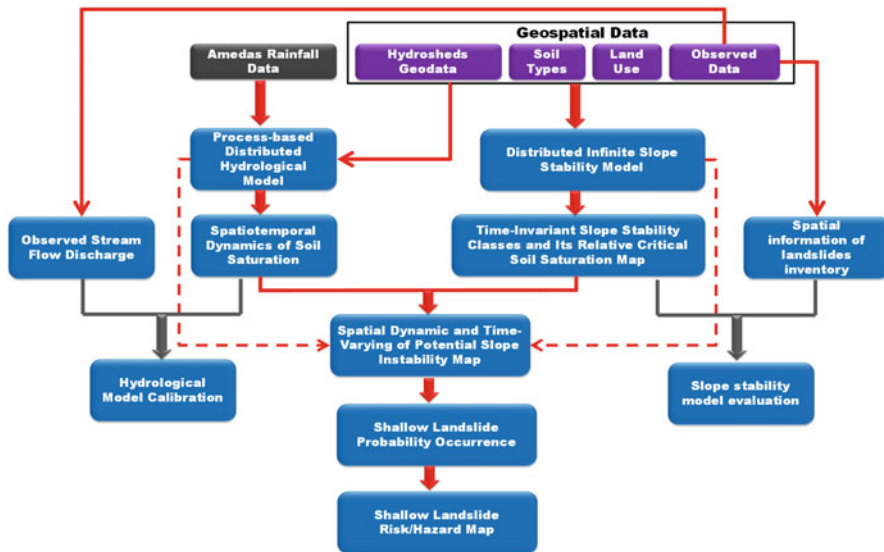 Geospatial Data
Amedas Rainfall
Data
Hydrosheds
Geodata
Soil
Types
Land
Use
Observed
Data
Process-based
Distributed
Hydrological
Model
Distributed Infinite Slope
Stability Model
Observed Stream
Flow Discharge
Spatiotemporal
Dynamics of Soil
Saturation
Time-Invariant Slope Stability
Classes and Its Relative Critical
Soil Saturation Map
Spatial
information of
landslides
inventory
Spatial Dynamic and Time-
Varying of Potential Slope
Instability Map
Hydrological
Model Calibration
Slope stability
model evaluation
Shallow Landslide
Probability Occurrence
Shallow Landslide
Risk/Hazard Map